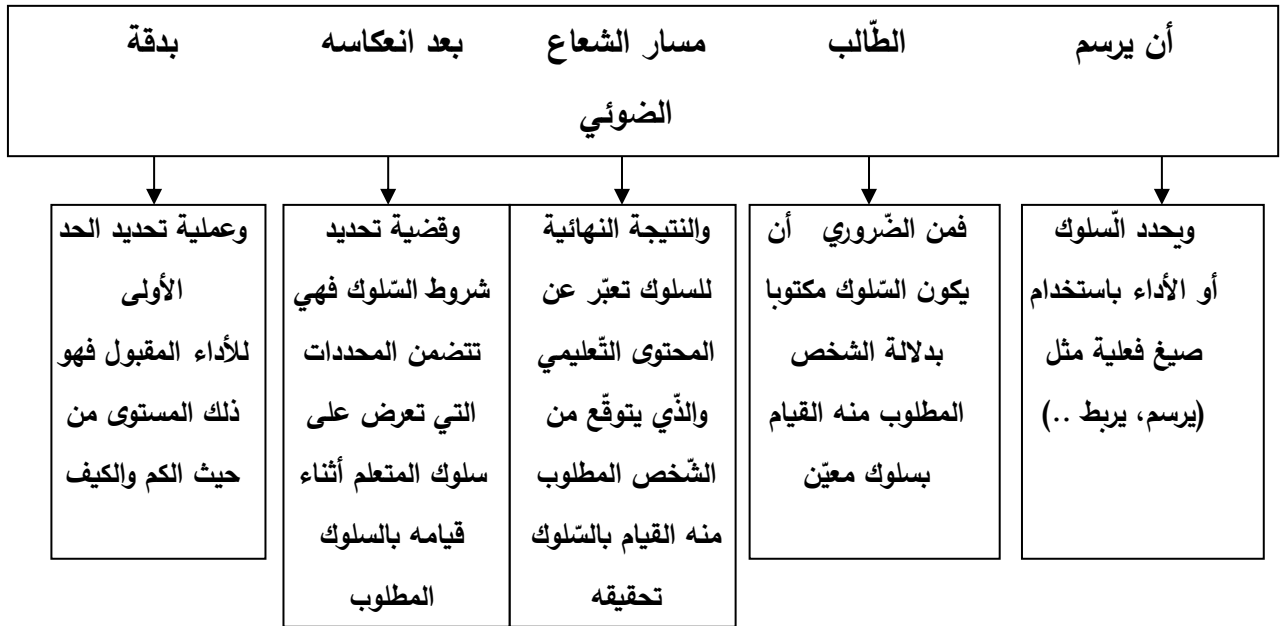 أن يرسم الطّالب مسار الشعاع بعد انعكاسه بدقة
الضوئي
ويحدد الّسلوك
أو الأداء باستخدام
صيغ فعلية مثل
(يرسم، يربط ..)
فمن الضّروري أن
يكون السّلوك مكتوبا
بدلالة الشخص
المطلوب منه القيام
بسلوك معيّن
والنتيجة النهائية
للسلوك تعبّر عن
المحتوى التّعليمي
والذّي يتوقّع من
الشّخص المطلوب
منه القيام بالسّلوك
تحقيقه
وقضية تحديد
شروط السّلوك فهي
تتضمن المحددات
التي تعرض على
سلوك المتعلم أثناء
قيامه بالسلوك
المطلوب
وعملية تحديد الحد
الأولى
للأداء المقبول فهو
ذلك المستوى من
حيث الكم والكيف